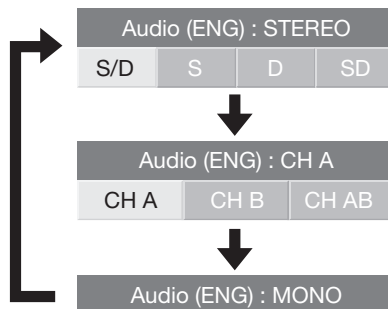 Audio (ENG) : STEREO
S/D S D SD
Audio (ENG) : CH A
CH A CH B CH AB
Audio (ENG) : MONO